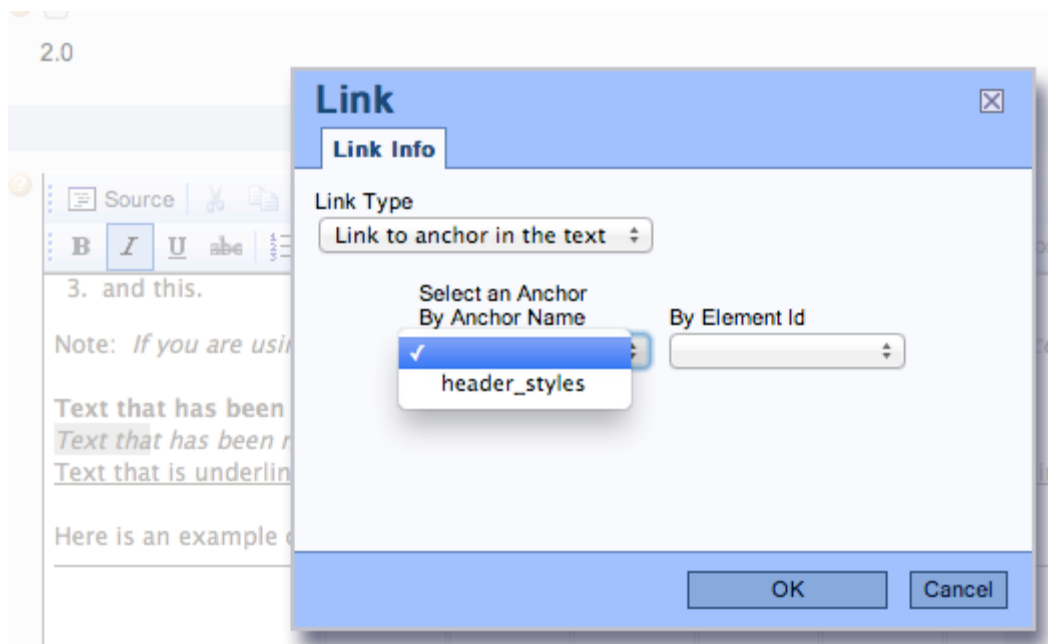 2.0
Link
Link Info
Source
Link Type
Link to anchor in the text
B I U abc
3. and this.
Select an Anchor
By Anchor Name
By Element Id
Note: If you are usin
header_styles
Text that has been
Text that has been
Text that is underlin
Here is an example
OK
Cancel